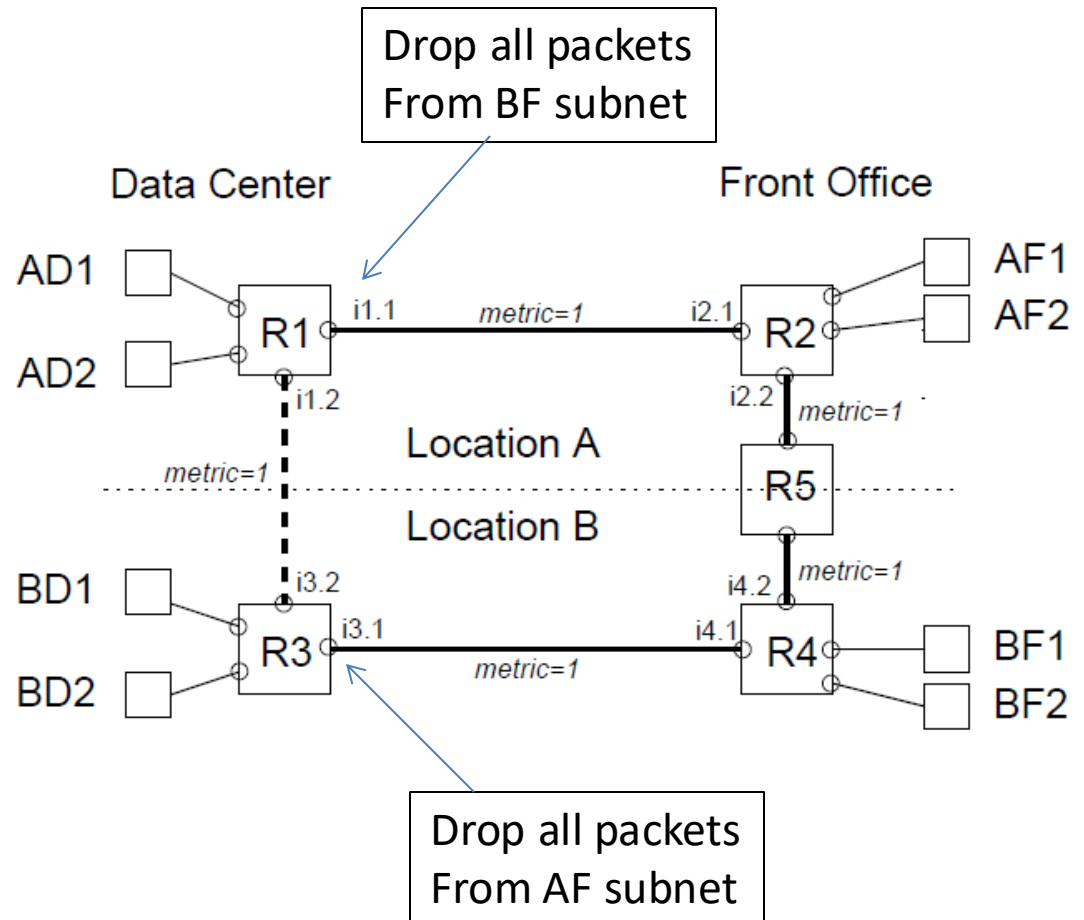 Drop all packets
From BF subnet
Data Center
Front Office
AD1
AF1
i1.1
metric=1
i2.1
R1
R2
AF2
AD2
i1.2
i2.2
metric=1
Location A
metric=1
R5
Location B
metric=1
BD1
i3.2
i4.2
i3.1
i4.1
R3
R4
BF1
metric=1
BD2
BF2
Drop all packets
From AF subnet